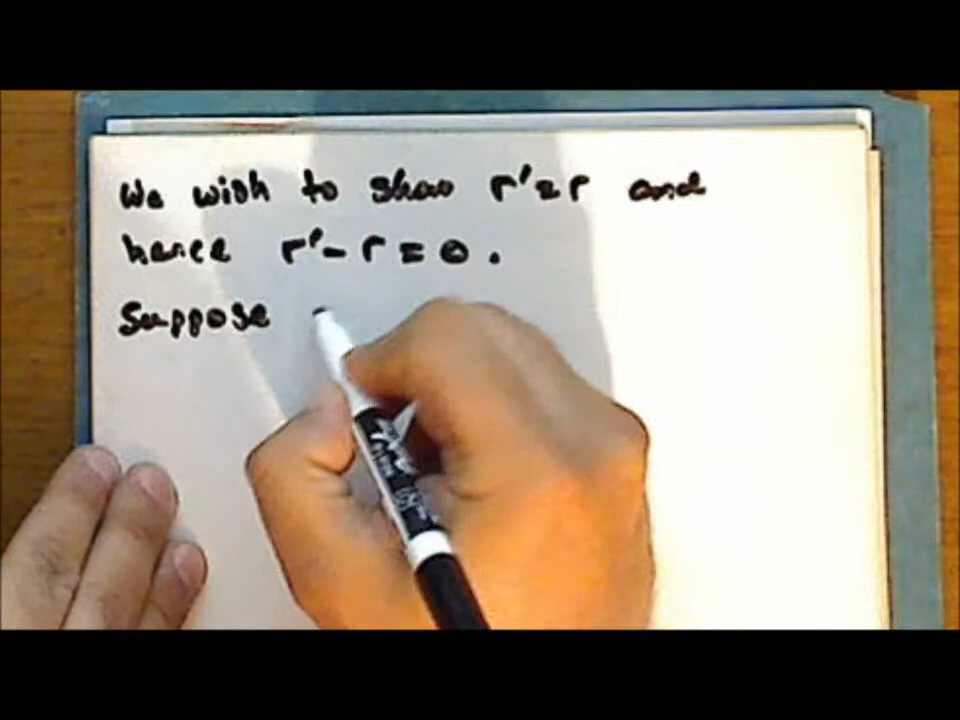 We wish to show r' = r and
hence r' - r = 0.
Suppose